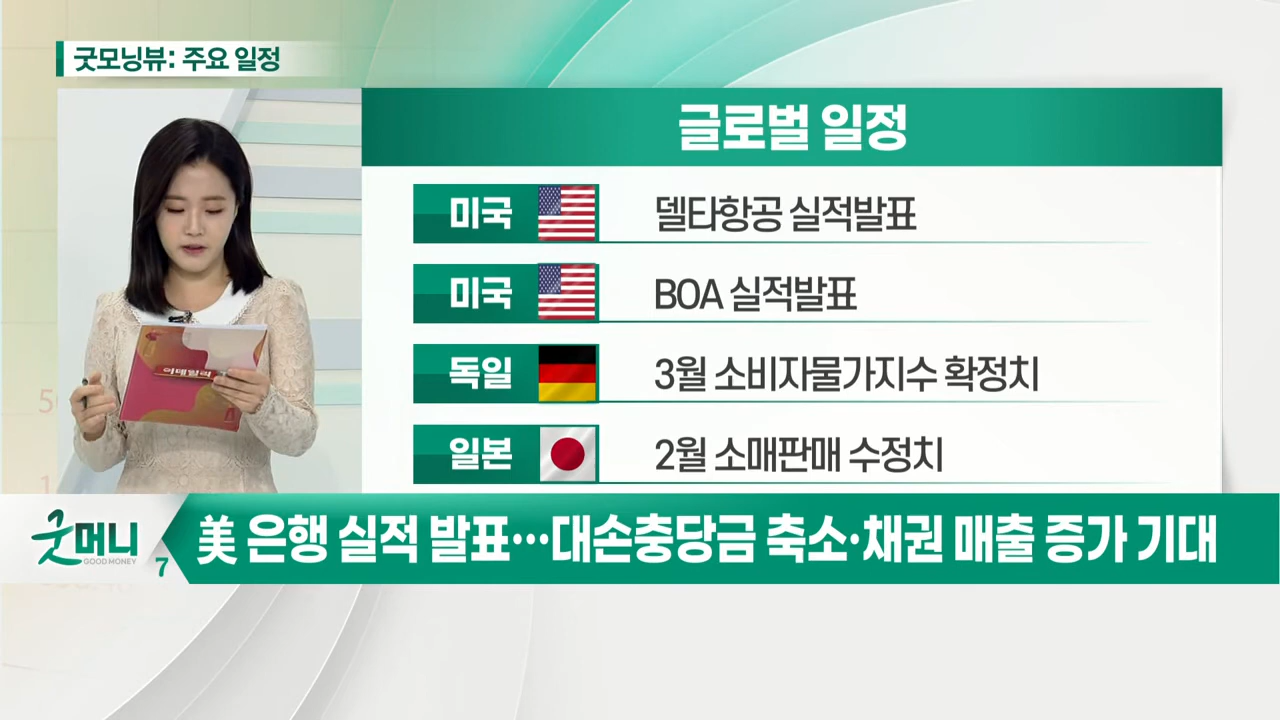 굿모닝뷰: 주요 일정
글로벌 일정
미국 델타항공 실적발표
미국 BOA 실적발표
독일 3월 소비자물가지수 확정치
일본 2월 소매판매 수정치
이데일리
굿머니
GOOD MONEY
7
美 은행 실적 발표…대손충당금 축소·채권 매출 증가 기대